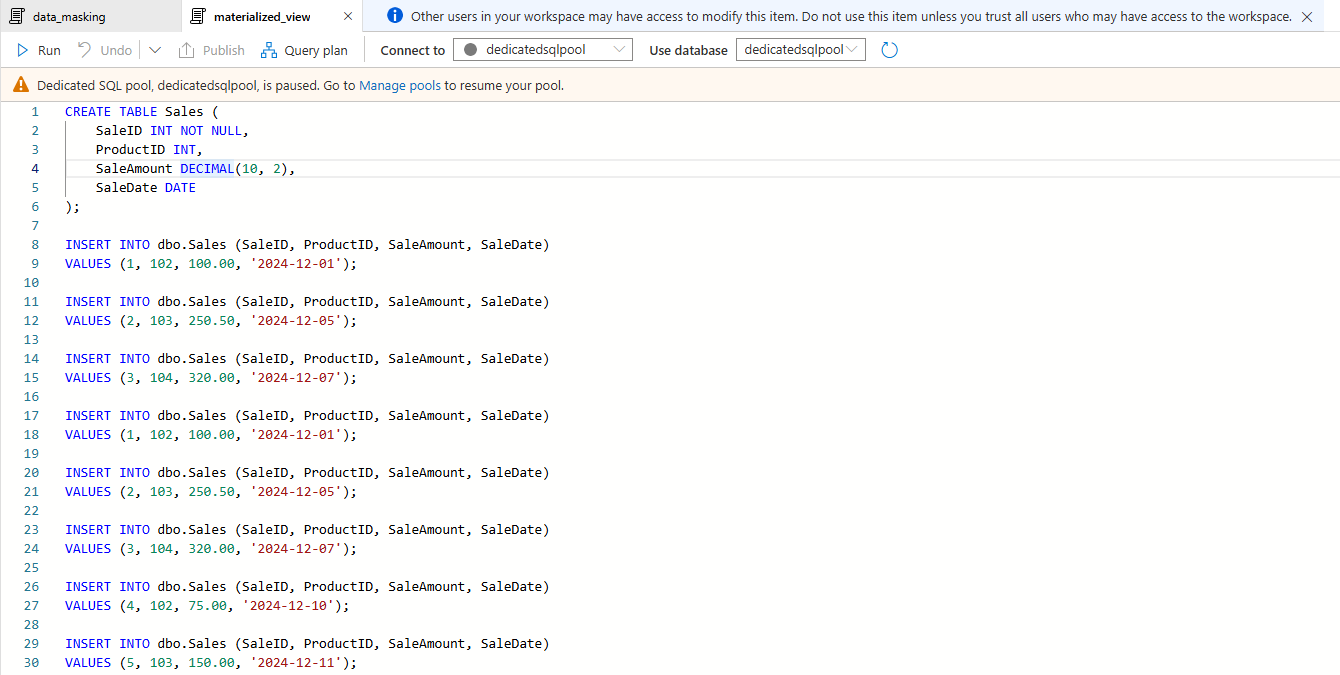 data_masking
materialized_view
Other users in your workspace may have access to modify this item. Do not use this item unless you trust all users who may have access to the workspace.
Run Undo Publish Query plan Connect to dedicatedsqlpool Use database dedicatedsqlpool
Dedicated SQL pool, dedicatedsqlpool, is paused. Go to Manage pools to resume your pool.
1 CREATE TABLE Sales (
2 SaleID INT NOT NULL,
3 ProductID INT,
4 SaleAmount DECIMAL(10, 2),
5 SaleDate DATE
6 );
7
8 INSERT INTO dbo.Sales (SaleID, ProductID, SaleAmount, SaleDate)
9 VALUES (1, 102, 100.00, '2024-12-01');
10
11 INSERT INTO dbo.Sales (SaleID, ProductID, SaleAmount, SaleDate)
12 VALUES (2, 103, 250.50, '2024-12-05');
13
14 INSERT INTO dbo.Sales (SaleID, ProductID, SaleAmount, SaleDate)
15 VALUES (3, 104, 320.00, '2024-12-07');
16
17 INSERT INTO dbo.Sales (SaleID, ProductID, SaleAmount, SaleDate)
18 VALUES (1, 102, 100.00, '2024-12-01');
19
20 INSERT INTO dbo.Sales (SaleID, ProductID, SaleAmount, SaleDate)
21 VALUES (2, 103, 250.50, '2024-12-05');
22
23 INSERT INTO dbo.Sales (SaleID, ProductID, SaleAmount, SaleDate)
24 VALUES (3, 104, 320.00, '2024-12-07');
25
26 INSERT INTO dbo.Sales (SaleID, ProductID, SaleAmount, SaleDate)
27 VALUES (4, 102, 75.00, '2024-12-10');
28
29 INSERT INTO dbo.Sales (SaleID, ProductID, SaleAmount, SaleDate)
30 VALUES (5, 103, 150.00, '2024-12-11');